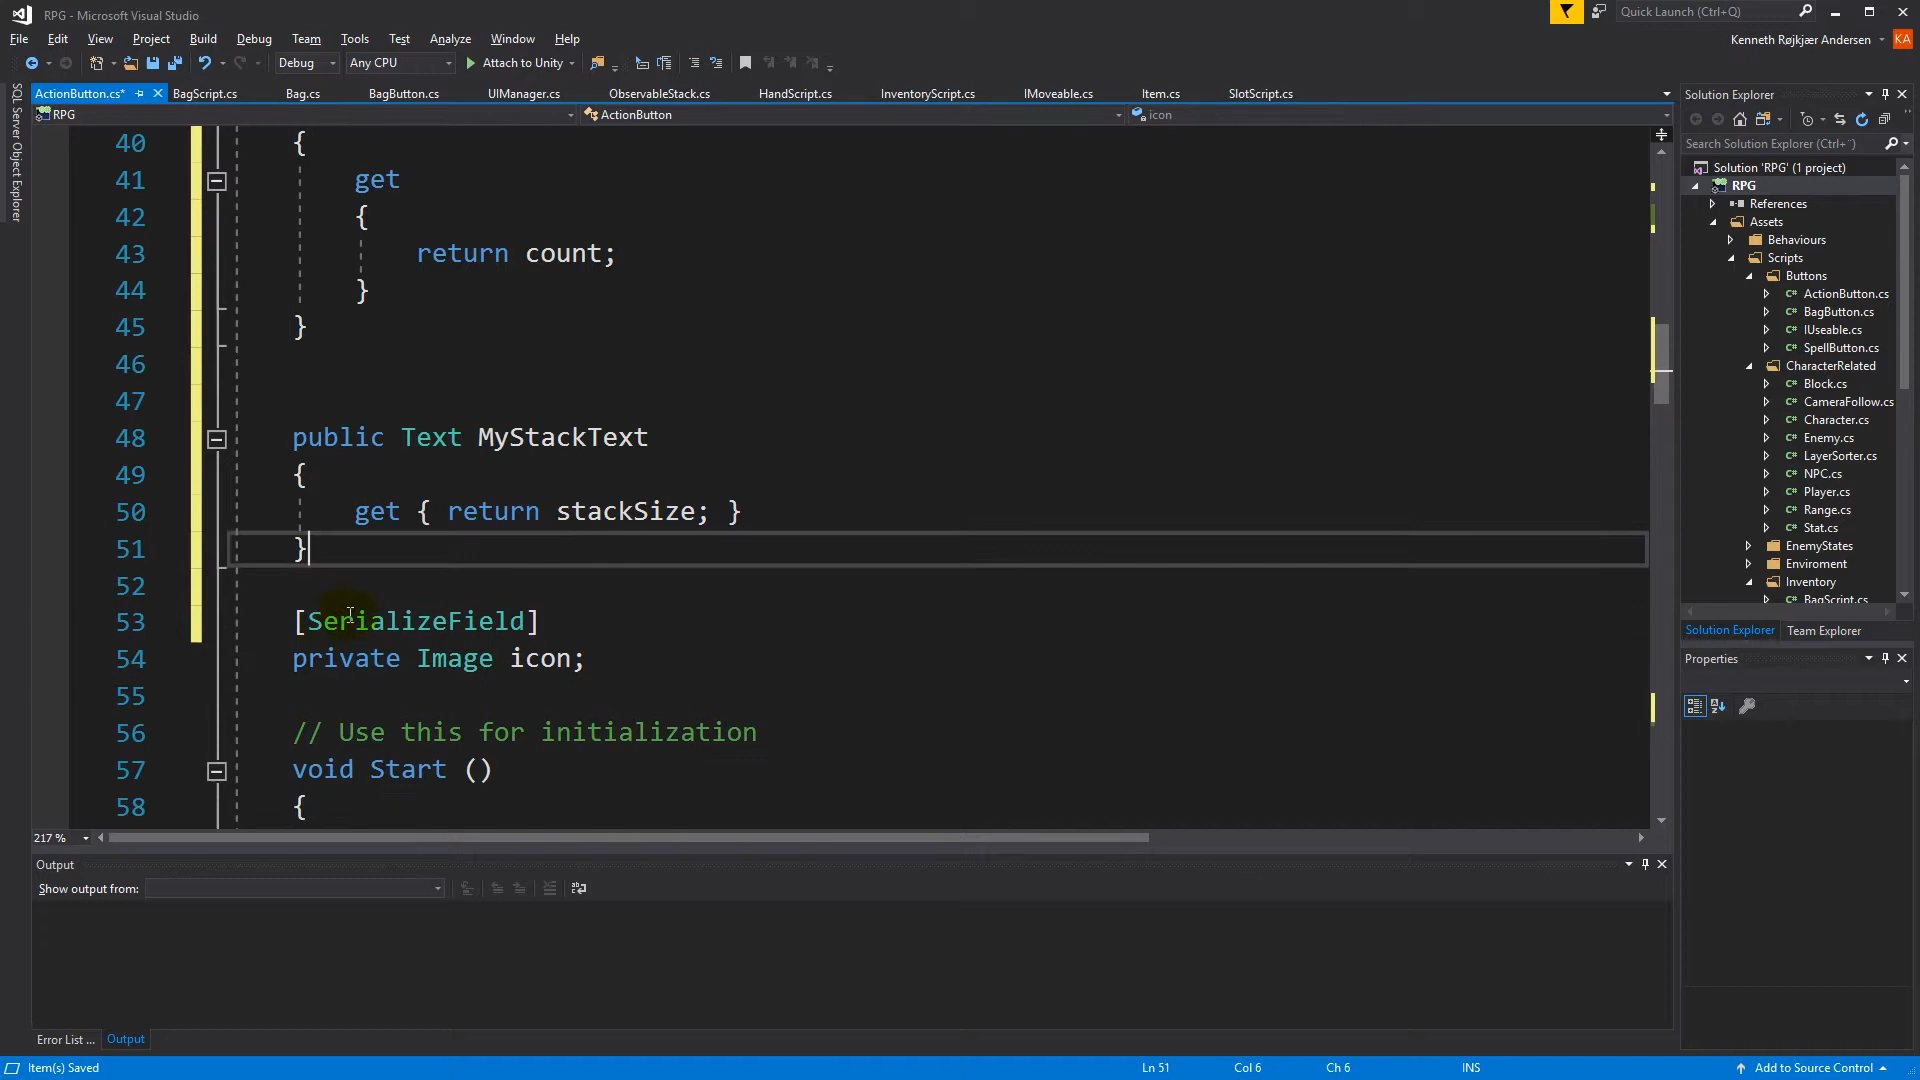 RPG - Microsoft Visual Studio
Quick Launch (Ctrl+Q)
File Edit View Project Build Debug Team Tools Test Analyze Window Help
Kenneth Røjkjær Andersen
KA
Debug
Any CPU
Attach to Unity
SQL Server Object Explorer
ActionButton.cs*
BagScript.cs
Bag.cs
BagButton.cs
UIManager.cs
ObservableStack.cs
HandScript.cs
InventoryScript.cs
IMoveable.cs
Item.cs
SlotScript.cs
RPG
ActionButton
icon
40 {
41 get
42 {
43 return count;
44 }
45 }
46
47
48 public Text MyStackText
49 {
50 get { return stackSize; }
51 }
52
53 [SerializeField]
54 private Image icon;
55
56 // Use this for initialization
57 void Start ()
58 {
217 %
Output
Show output from:
Error List ...
Output
Solution Explorer
Search Solution Explorer (Ctrl+¨)
Solution 'RPG' (1 project)
RPG
References
Assets
Behaviours
Scripts
Buttons
C# ActionButton.cs
C# BagButton.cs
C# IUseable.cs
C# SpellButton.cs
CharacterRelated
C# Block.cs
C# CameraFollow.cs
C# Character.cs
C# Enemy.cs
C# LayerSorter.cs
C# NPC.cs
C# Player.cs
C# Range.cs
C# Stat.cs
EnemyStates
Enviroment
Inventory
C# BagScript.cs
Solution Explorer
Team Explorer
Properties
Item(s) Saved
Ln 51
Col 6
Ch 6
INS
Add to Source Control